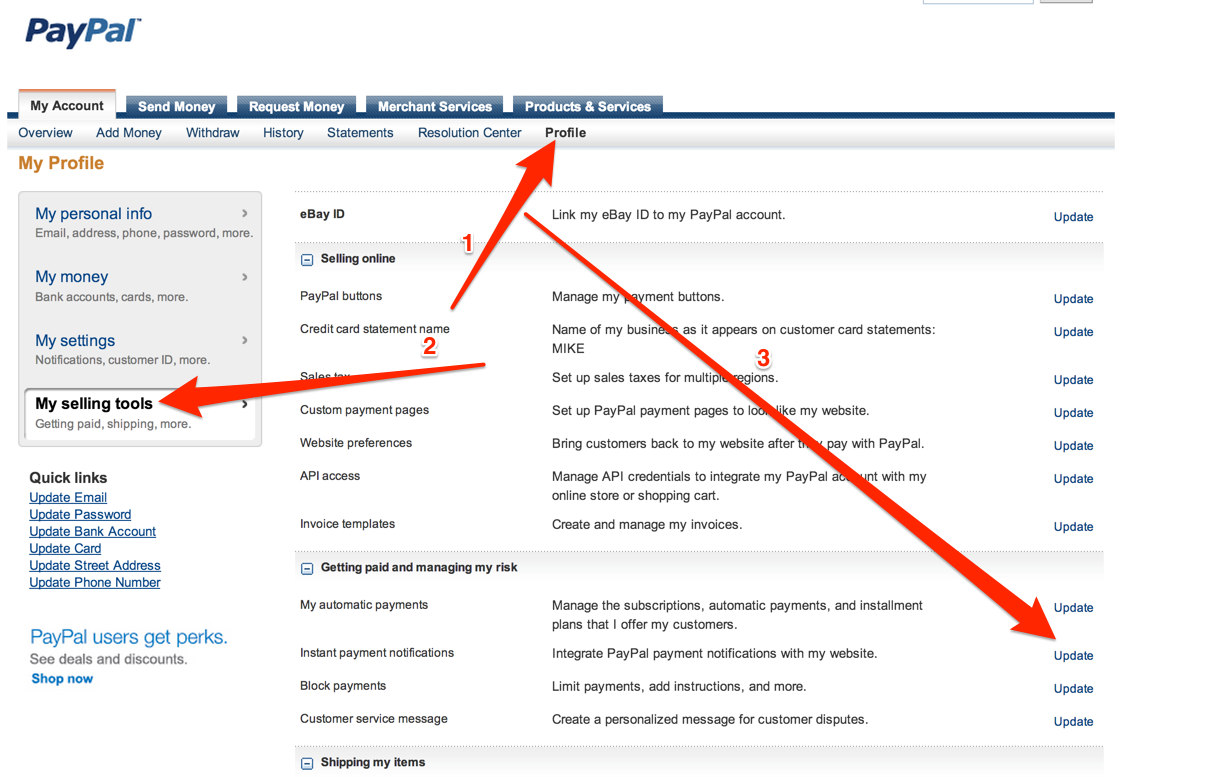 PayPal™
My Account Send Money Request Money Merchant Services Products & Services
Overview Add Money Withdraw History Statements Resolution Center Profile
My Profile
My personal info
Email, address, phone, password, more.
My money
Bank accounts, cards, more.
My settings
Notifications, customer ID, more.
My selling tools
Getting paid, shipping, more.
Quick links
Update Email
Update Password
Update Bank Account
Update Card
Update Street Address
Update Phone Number
PayPal users get perks.
See deals and discounts.
Shop now
eBay ID Link my eBay ID to my PayPal account. Update
1
Selling online
PayPal buttons Manage my payment buttons. Update
Credit card statement name Name of my business as it appears on customer card statements: Update
MIKE
2
3
Sales tax Set up sales taxes for multiple regions. Update
Custom payment pages Set up PayPal payment pages to look like my website. Update
Website preferences Bring customers back to my website after they pay with PayPal. Update
API access Manage API credentials to integrate my PayPal account with my Update
online store or shopping cart.
Invoice templates Create and manage my invoices. Update
Getting paid and managing my risk
My automatic payments Manage the subscriptions, automatic payments, and installment Update
plans that I offer my customers.
Instant payment notifications Integrate PayPal payment notifications with my website. Update
Block payments Limit payments, add instructions, and more. Update
Customer service message Create a personalized message for customer disputes. Update
Shipping my items